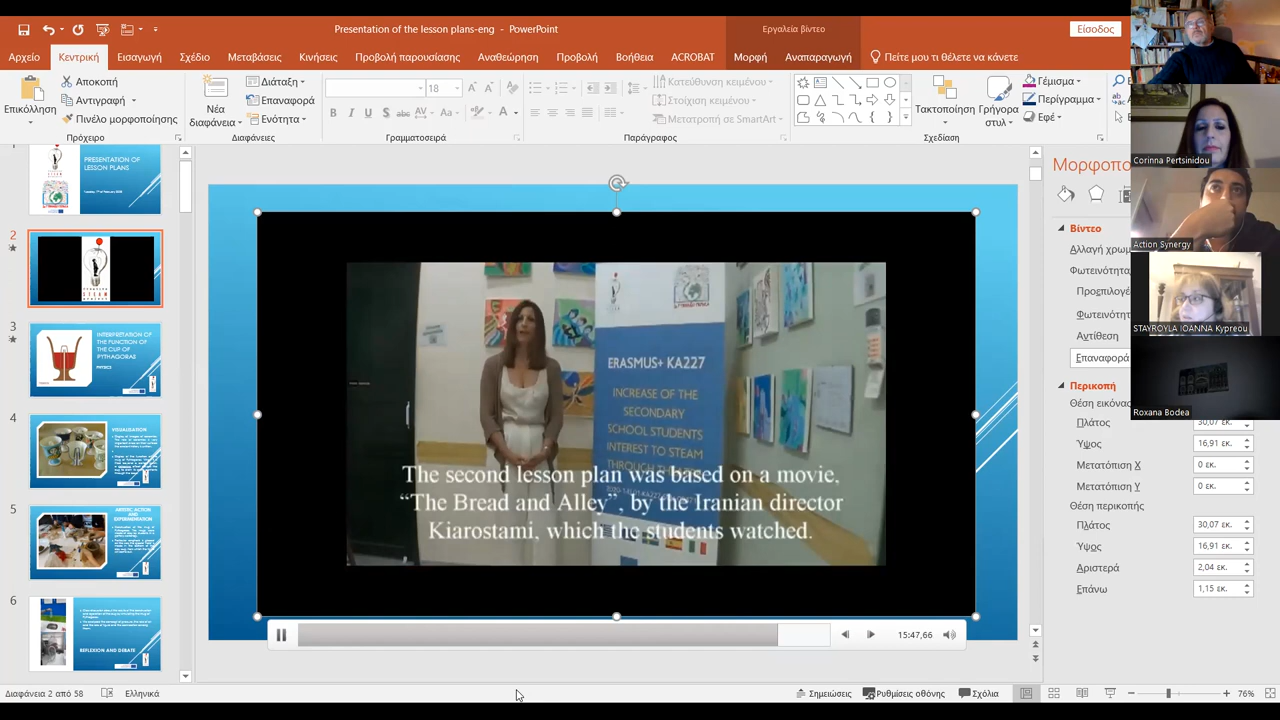 Presentation of the lesson plans-eng - PowerPoint
Εργαλεία βίντεο
Είσοδος
Αρχείο
Κεντρική
Εισαγωγή
Σχέδιο
Μεταβάσεις
Κινήσεις
Προβολή παρουσίασης
Αναθεώρηση
Προβολή
Βοήθεια
ACROBAT
Μορφή
Αναπαραγωγή
Πείτε μου τι θέλετε να κάνετε
Επικόλληση
Αποκοπή
Αντιγραφή
Πινέλο μορφοποίησης
Πρόχειρο
Νέα
διαφάνεια
Διάταξη
Επαναφορά
Ενότητα
Διαφάνειες
18
Γραμματοσειρά
Κατεύθυνση κειμένου
Στοίχιση κειμένου
Μετατροπή σε SmartArt
Παράγραφος
Τακτοποίηση
Γρήγορα
στυλ
Γέμισμα
Περίγραμμα
Εφέ
Σχεδίαση
PRESENTATION OF
LESSON PLANS
2
3
INTERPRETATION OF
THE FUNCTION OF
THE CUP OF
PYTHAGORAS
PHYSICS
4
VISUALISATION
5
ARTISTIC ACTION
AND
EXPERIMENTATION
6
REFLEXION AND DEBATE
ERASMUS+ KA227
INCREASE OF THE
SECONDARY
SCHOOL STUDENTS
INTEREST TO STEAM
The second lesson plan was based on a movie,
“The Bread and Alley”, by the Iranian director
Kiarostami, which the students watched.
15:47,66
Μορφοπο
Βίντεο
Αλλαγή χρωμ
Φωτεινότητα
Προεπιλογές
Φωτεινότητ
Αντίθεση
Επαναφορά
Περικοπή
Θέση εικόνας
Πλάτος
30,07 εκ.
Ύψος
16,91 εκ.
Μετατόπιση X
0 εκ.
Μετατόπιση Y
0 εκ.
Θέση περικοπής
Πλάτος
30,07 εκ.
Ύψος
16,91 εκ.
Αριστερά
2,04 εκ.
Επάνω
1,15 εκ.
Corinna Pertsinidou
Action Synergy
STAYROYLA IOANNA Kypreou
Roxana Bodea
Διαφάνεια 2 από 58
Ελληνικά
Σημειώσεις
Ρυθμίσεις οθόνης
Σχόλια
76%